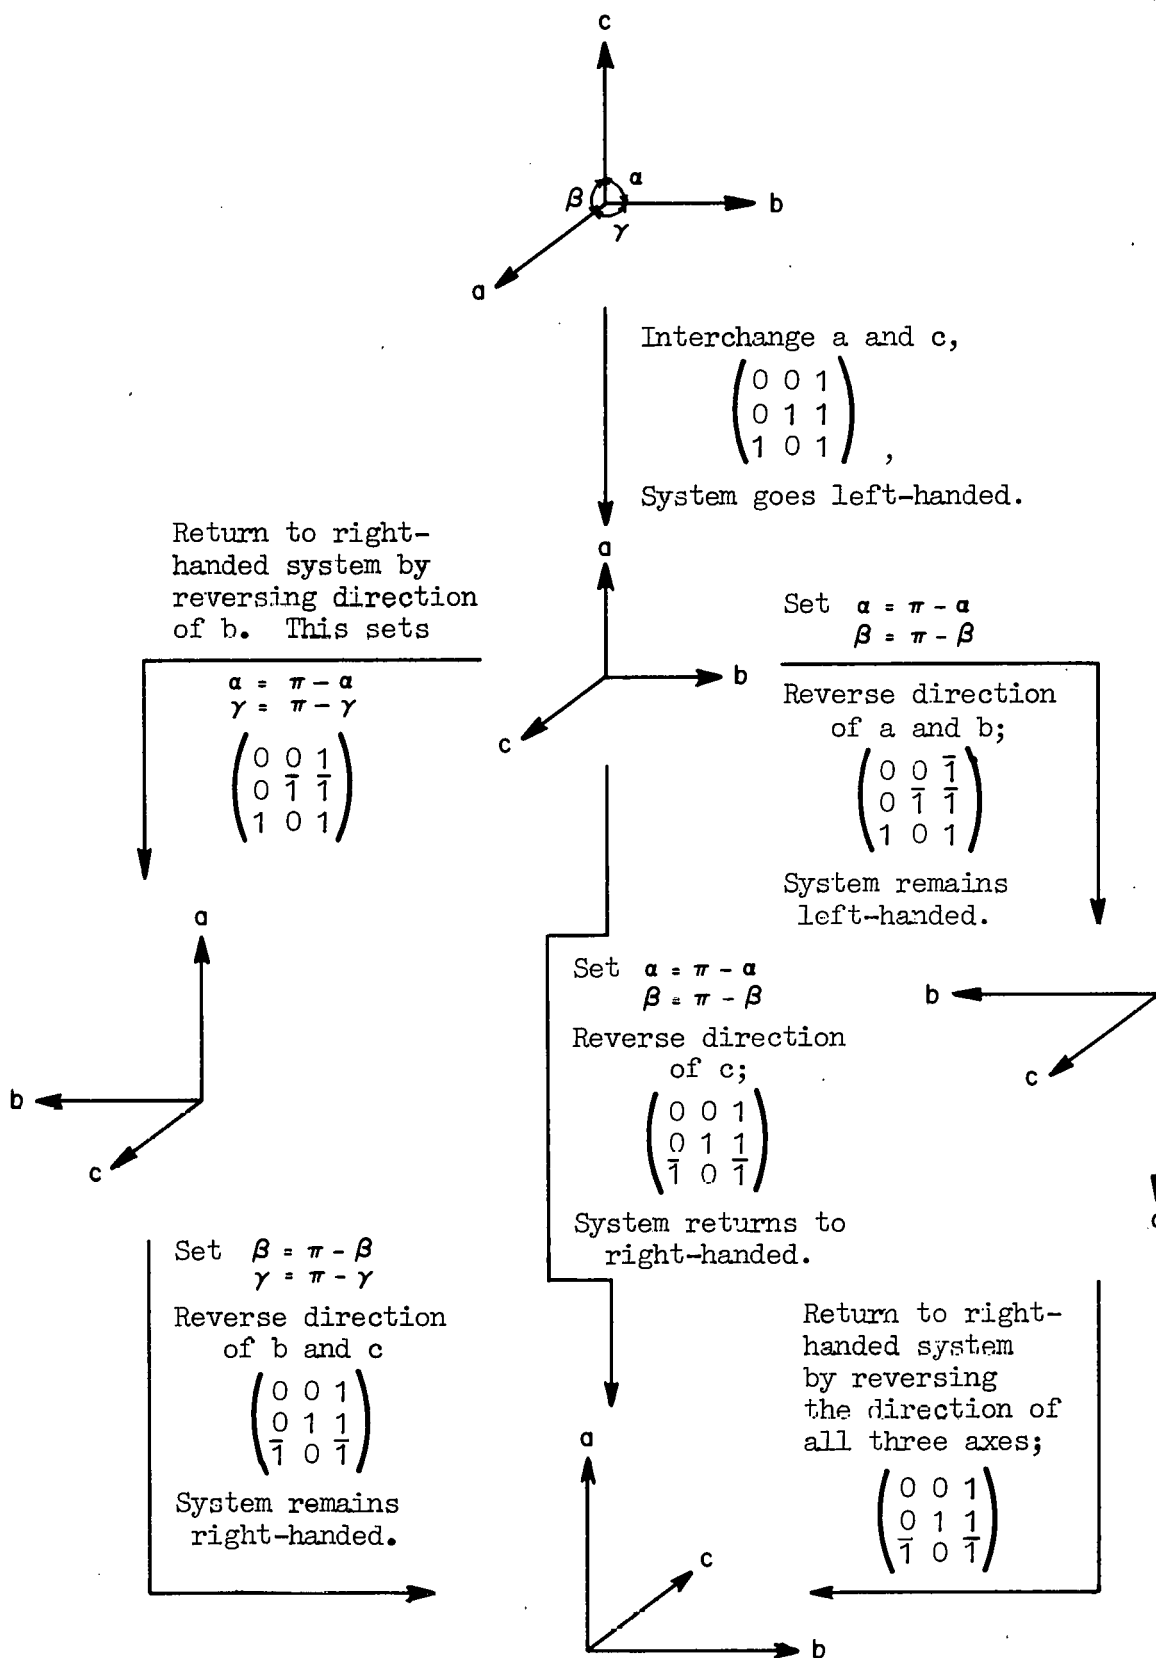 c
α
β
b
γ
a
Interchange a and c,
0 0 1
0 1 1
1 0 1 ,
System goes left-handed.
a
b
c
Return to right-
handed system by
reversing direction
of b. This sets
α = π - α
γ = π - γ
0 0 1
0 1̄ 1̄
1 0 1
a
b
c
Set β = π - β
γ = π - γ
Reverse direction
of b and c
0 0 1
0 1 1
1̄ 0 1̄
System remains
right-handed.
Set α = π - α
β = π - β
Reverse direction
of c;
0 0 1
0 1 1
1̄ 0 1̄
System returns to
right-handed.
Set α = π - α
β = π - β
Reverse direction
of a and b;
0 0 1̄
0 1̄ 1̄
1 0 1
System remains
left-handed.
b
c
Return to right-
handed system
by reversing
the direction of
all three axes;
0 0 1
0 1 1
1̄ 0 1̄
a
c
b